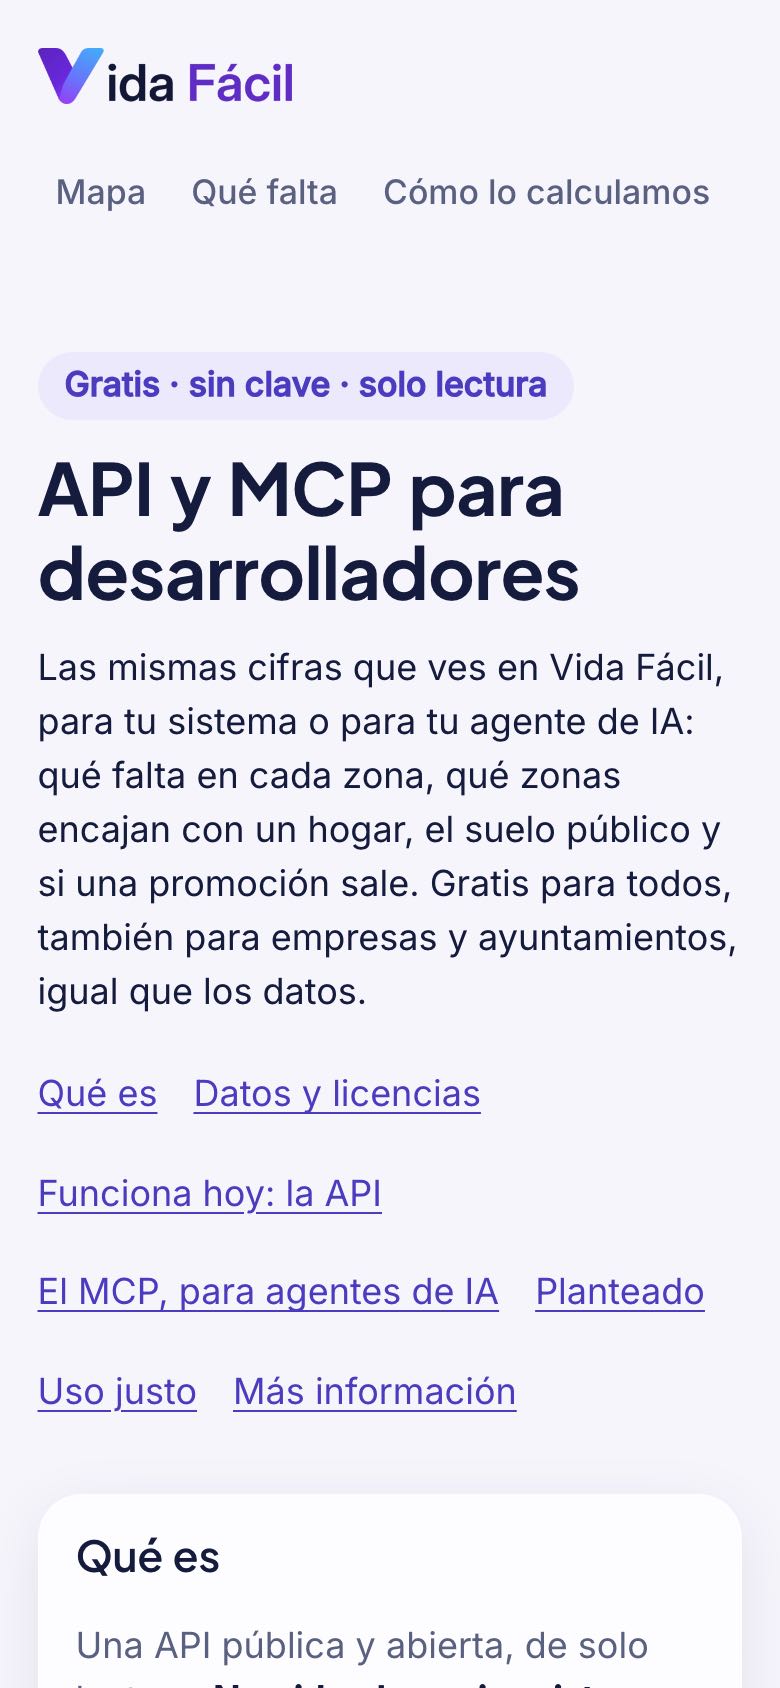 Vida Fácil
Mapa Qué falta Cómo lo calculamos
Gratis · sin clave · solo lectura
API y MCP para
desarrolladores
Las mismas cifras que ves en Vida Fácil,
para tu sistema o para tu agente de IA:
qué falta en cada zona, qué zonas
encajan con un hogar, el suelo público y
si una promoción sale. Gratis para todos,
también para empresas y ayuntamientos,
igual que los datos.
Qué es Datos y licencias
Funciona hoy: la API
El MCP, para agentes de IA Planteado
Uso justo Más información
Qué es
Una API pública y abierta, de solo